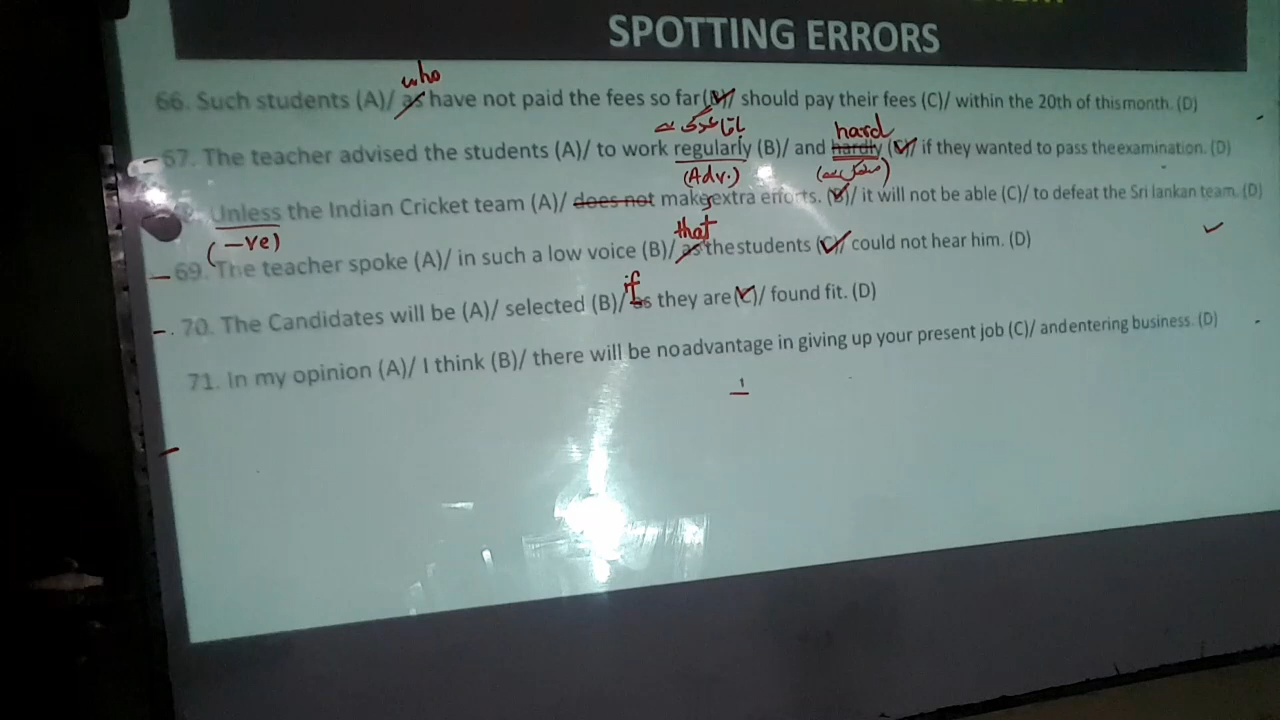 SPOTTING ERRORS
who
66. Such students (A)/ as have not paid the fees so far (B)/ should pay their fees (C)/ within the 20th of this month. (D)
hard
67. The teacher advised the students (A)/ to work regularly (B)/ and hardly (C)/ if they wanted to pass the examination. (D)
(Adv.)
Unless the Indian Cricket team (A)/ does not makes extra efforts. (B)/ it will not be able (C)/ to defeat the Sri lankan team. (D)
(-ve)
that
69. The teacher spoke (A)/ in such a low voice (B)/ as the students (C)/ could not hear him. (D)
if
70. The Candidates will be (A)/ selected (B)/ as they are (C)/ found fit. (D)
71. In my opinion (A)/ I think (B)/ there will be no advantage in giving up your present job (C)/ and entering business. (D)